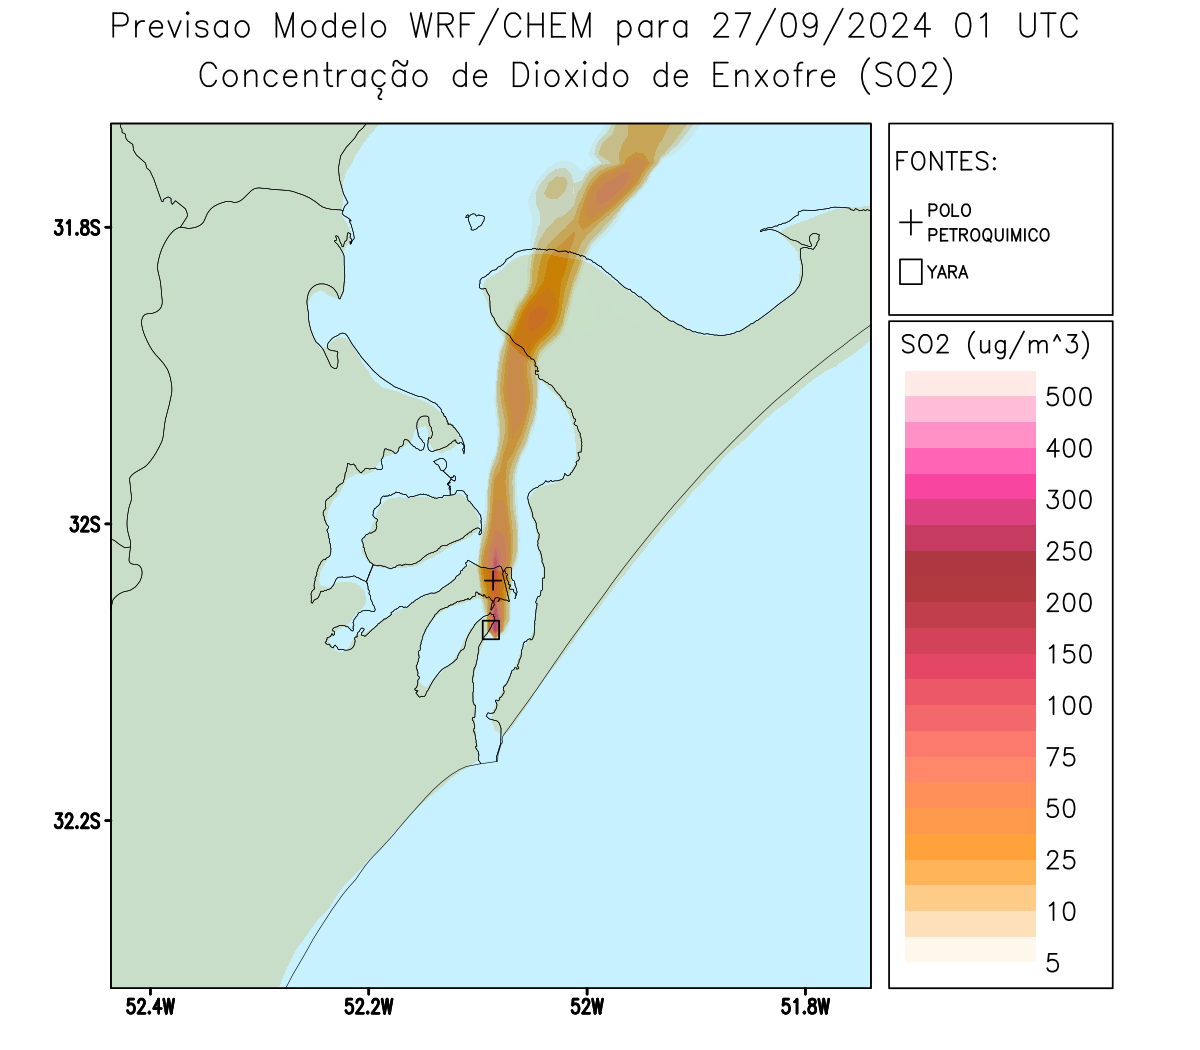 Previsao Modelo WRF/CHEM para 27/09/2024 01 UTC
Concentração de Dioxido de Enxofre (SO2)
FONTES:
POLO
PETROQUIMICO
YARA
31.8S
32S
32.2S
52.4W
52.2W
52W
51.8W
SO2 (ug/m^3)
500
400
300
250
200
150
100
75
50
25
10
5